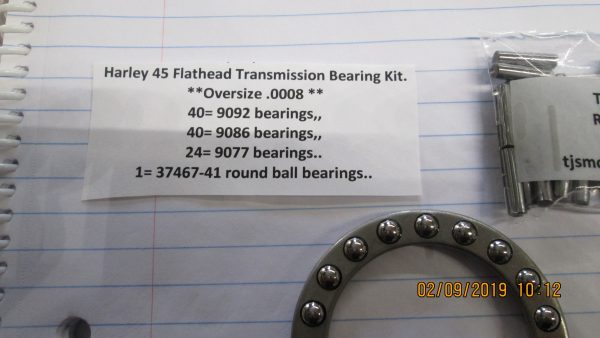 Harley 45 Flathead Transmission Bearing Kit.
**Oversize .0008 **
40= 9092 bearings,,
40= 9086 bearings,,
24= 9077 bearings..
1= 37467-41 round ball bearings..
T
R
tjsmo
02/09/2019 10:12